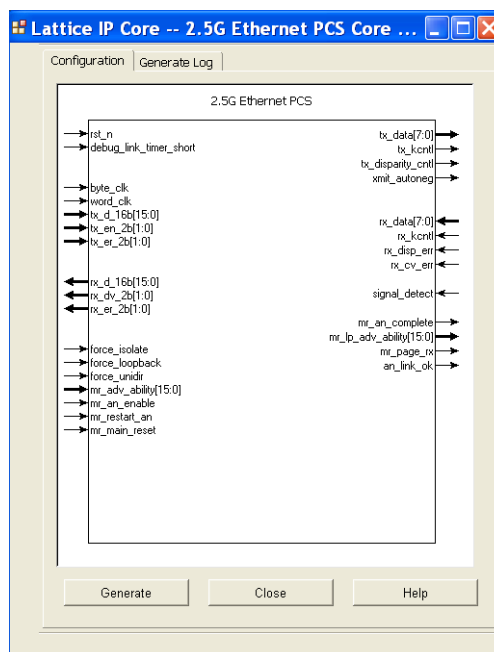 Lattice IP Core -- 2.5G Ethernet PCS Core ...
Configuration
Generate Log
2.5G Ethernet PCS
rst_n
debug_link_timer_short
byte_clk
word_clk
tx_d_16b[15:0]
tx_en_2b[1:0]
tx_er_2b[1:0]
rx_d_16b[15:0]
rx_dv_2b[1:0]
rx_er_2b[1:0]
force_isolate
force_loopback
force_unidir
mr_adv_ability[15:0]
mr_an_enable
mr_restart_an
mr_main_reset
tx_data[7:0]
tx_kcntl
tx_disparity_cntl
xmit_autoneg
rx_data[7:0]
rx_kcntl
rx_disp_err
rx_cv_err
signal_detect
mr_an_complete
mr_lp_adv_ability[15:0]
mr_page_rx
an_link_ok
Generate
Close
Help